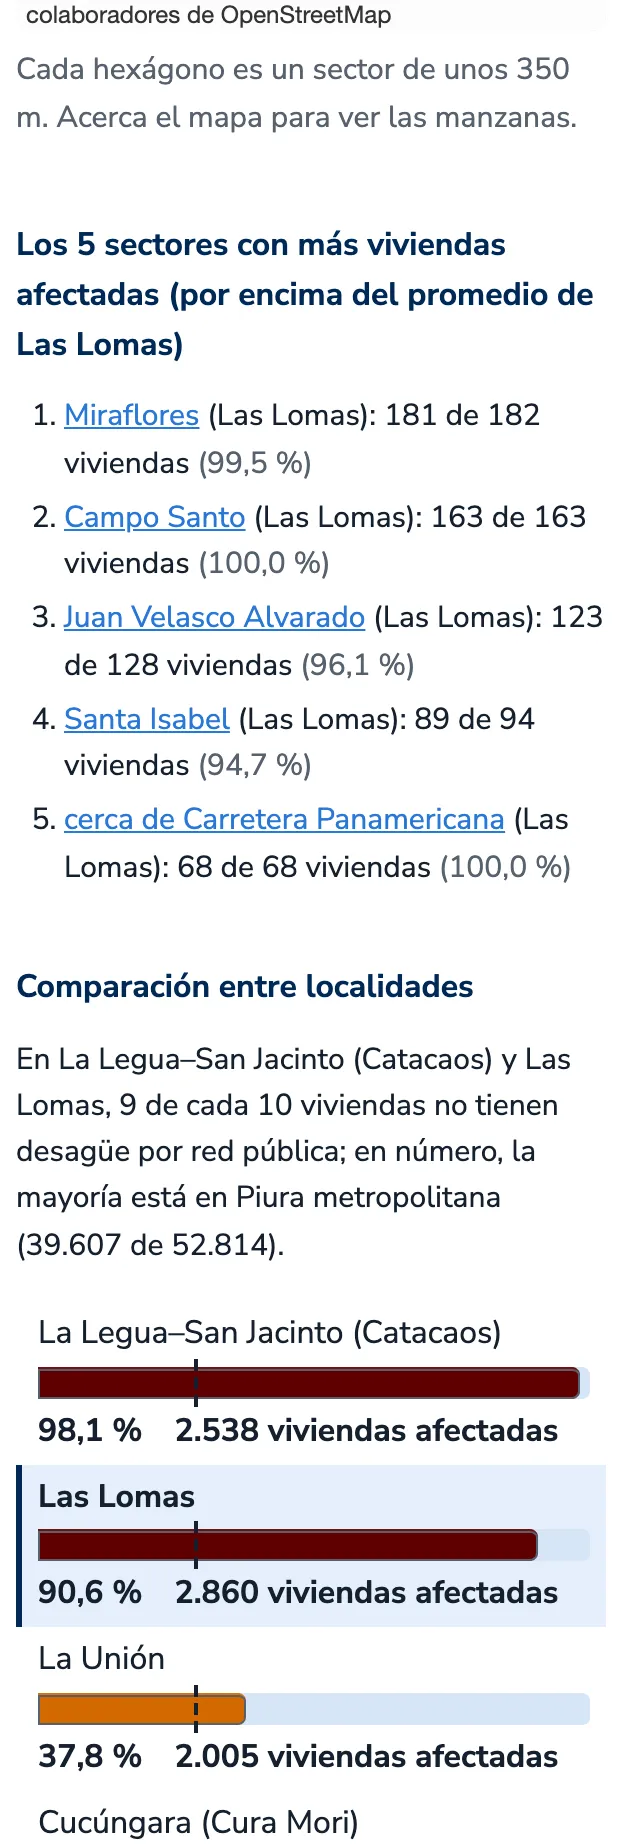 colaboradores de OpenStreetMap
Cada hexágono es un sector de unos 350
m. Acerca el mapa para ver las manzanas.
Los 5 sectores con más viviendas
afectadas (por encima del promedio de
Las Lomas)
1. Miraflores (Las Lomas): 181 de 182
viviendas (99,5 %)
2. Campo Santo (Las Lomas): 163 de 163
viviendas (100,0 %)
3. Juan Velasco Alvarado (Las Lomas): 123
de 128 viviendas (96,1 %)
4. Santa Isabel (Las Lomas): 89 de 94
viviendas (94,7 %)
5. cerca de Carretera Panamericana (Las
Lomas): 68 de 68 viviendas (100,0 %)
Comparación entre localidades
En La Legua–San Jacinto (Catacaos) y Las
Lomas, 9 de cada 10 viviendas no tienen
desagüe por red pública; en número, la
mayoría está en Piura metropolitana
(39.607 de 52.814).
La Legua–San Jacinto (Catacaos)
98,1 % 2.538 viviendas afectadas
Las Lomas
90,6 % 2.860 viviendas afectadas
La Unión
37,8 % 2.005 viviendas afectadas
Cucúngara (Cura Mori)